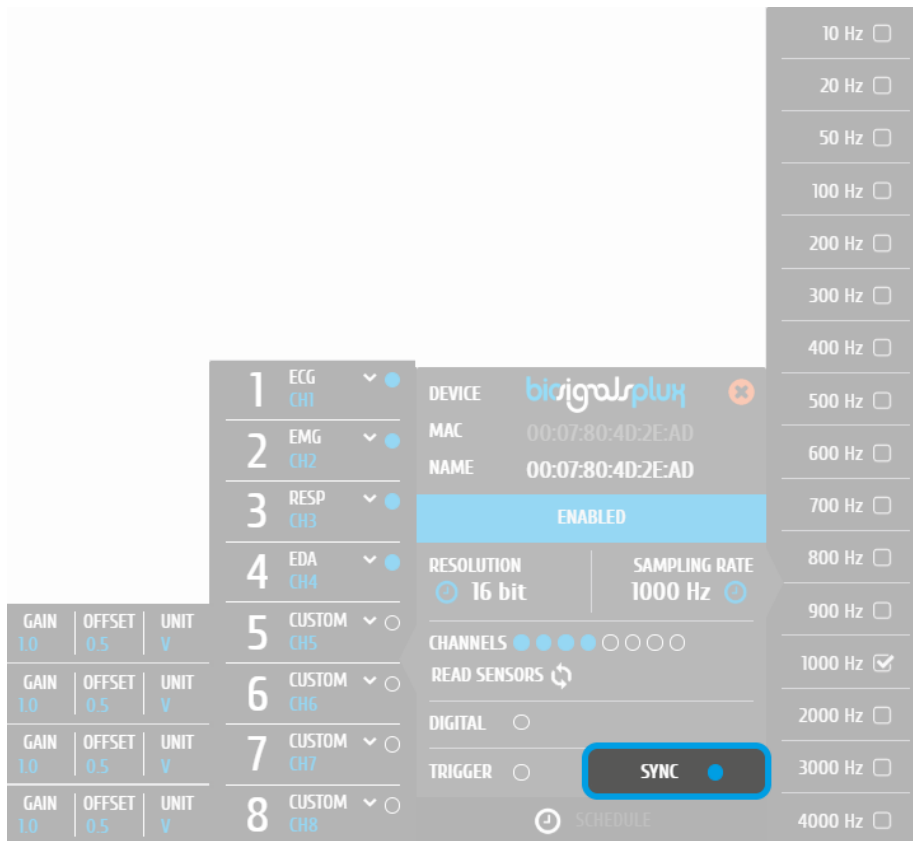 GAIN OFFSET UNIT
1.0 0.5 V
GAIN OFFSET UNIT
1.0 0.5 V
GAIN OFFSET UNIT
1.0 0.5 V
GAIN OFFSET UNIT
1.0 0.5 V
1 ECG
CH1
2 EMG
CH2
3 RESP
CH3
4 EDA
CH4
5 CUSTOM
CH5
6 CUSTOM
CH6
7 CUSTOM
CH7
8 CUSTOM
CH8
DEVICE biosignalsplux
MAC 00:07:80:4D:2E:AD
NAME 00:07:80:4D:2E:AD
ENABLED
RESOLUTION
16 bit
SAMPLING RATE
1000 Hz
CHANNELS
READ SENSORS
DIGITAL
TRIGGER
SYNC
SCHEDULE
10 Hz
20 Hz
50 Hz
100 Hz
200 Hz
300 Hz
400 Hz
500 Hz
600 Hz
700 Hz
800 Hz
900 Hz
1000 Hz
2000 Hz
3000 Hz
4000 Hz